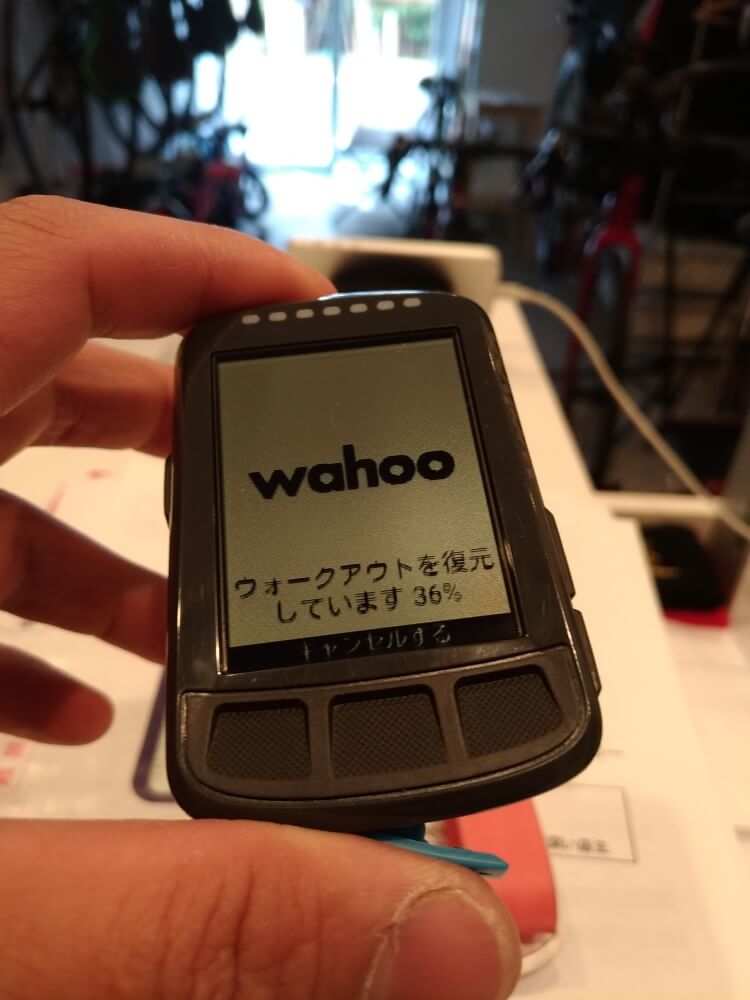 wahoo
ウォークアウトを復元
しています 36%
キャンセルする